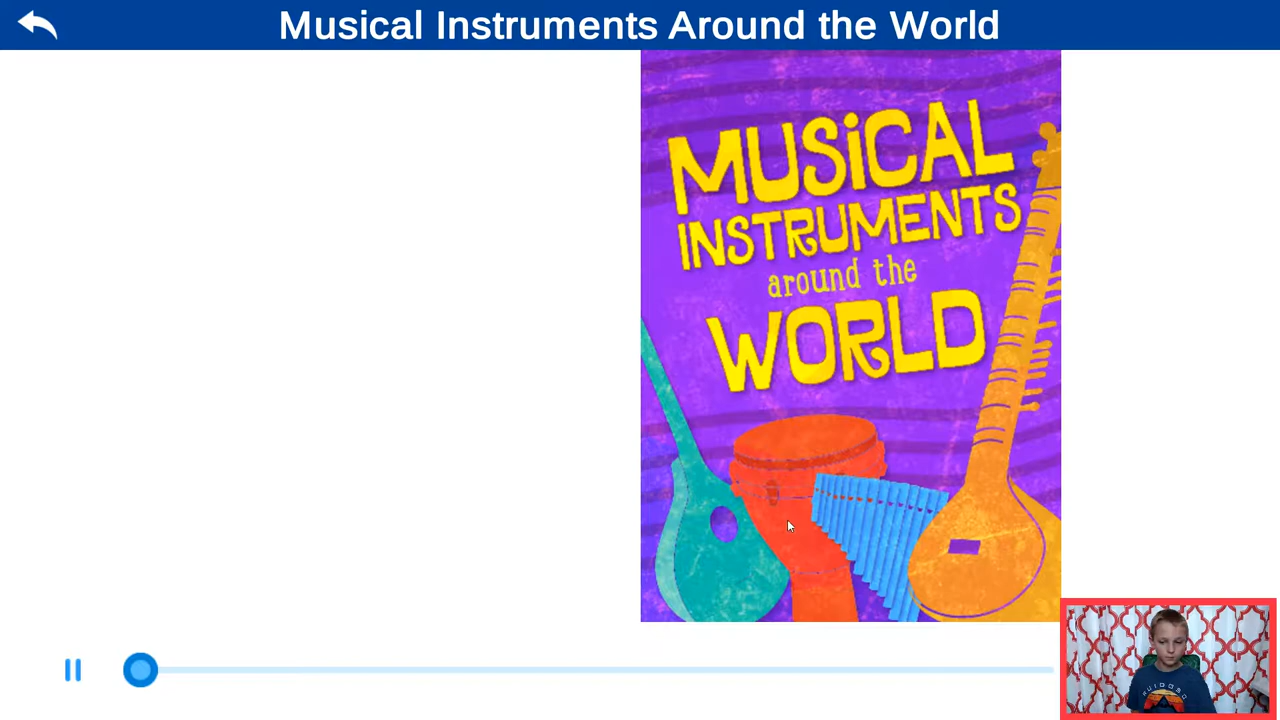 Musical Instruments Around the World
MUSiCAL
INSTRUMENTS
around the
WORLD